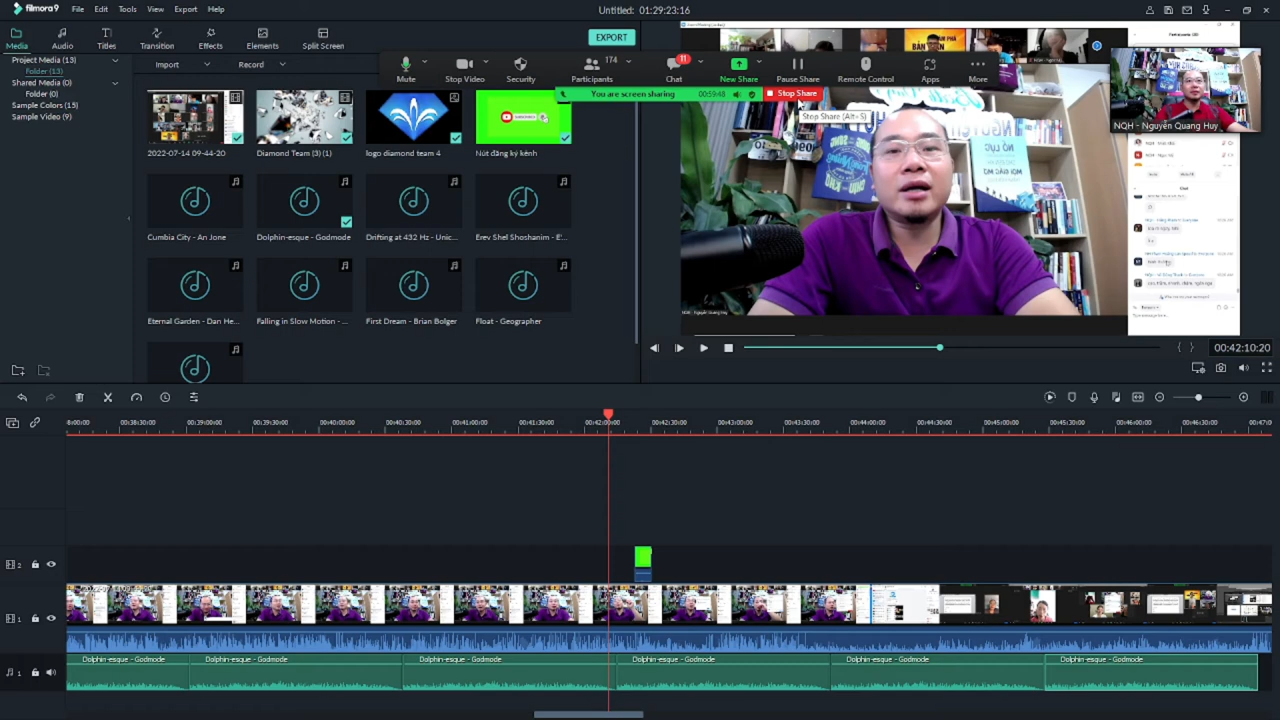 filmora9
File Edit Tools View Export Help
Untitled: 01:29:23:16
Media Audio Titles Transition Effects Elements Split Screen
EXPORT
Project Media (13)
Folder (13)
Shared Media (0)
Folder (0)
Sample Colors (15)
Sample Video (9)
Import Record
Mute Stop Video Security Participants 174 Chat 11 New Share Pause Share Remote Control Apps More
You are screen sharing 00:59:48 Stop Share
Stop Share (Alt+S)
NQH - Nguyễn Quang Huy
NỖ LỰC
2022-07-14 09-44-20
Diamond Team (3)(1)
logo diamond team 4
Nút đăng ký kênh
Cumbia City - An Jone
Dolphin-esque - Godmode
Drifting at 432 Hz - Unic...
Erev Shel Shoshanim - E...
Eternal Garden - Dan He...
Falling in Slow Motion - ...
First Dream - Brian Bolger
Float - Geographer
00:42:10:20
00:38:30:00 00:39:00:00 00:39:30:00 00:40:00:00 00:40:30:00 00:41:00:00 00:41:30:00 00:42:00:00 00:42:30:00 00:43:00:00 00:43:30:00 00:44:00:00 00:44:30:00 00:45:00:00 00:45:30:00 00:46:00:00 00:46:30:00
2
1
Dolphin-esque - Godmode Dolphin-esque - Godmode Dolphin-esque - Godmode Dolphin-esque - Godmode Dolphin-esque - Godmode Dolphin-esque - Godmode
1